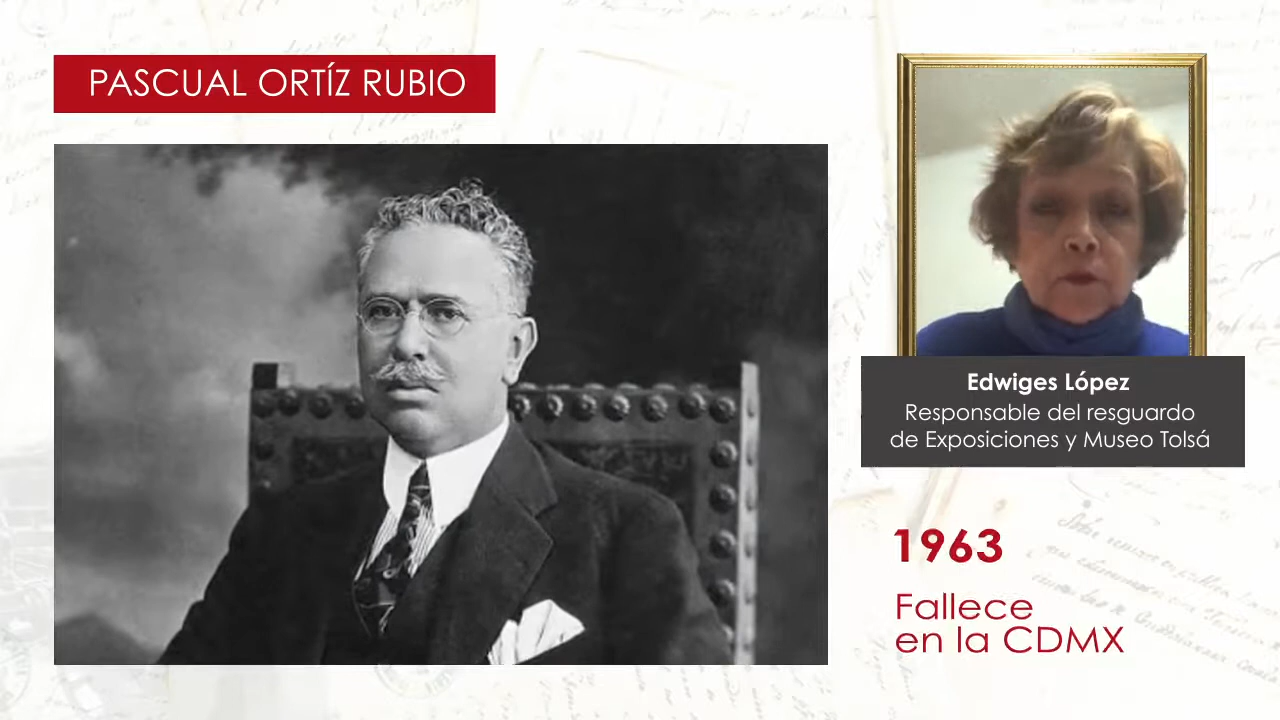 PASCUAL ORTÍZ RUBIO
Edwiges López
Responsable del resguardo
de Exposiciones y Museo Tolsá
1963
Fallece
en la CDMX